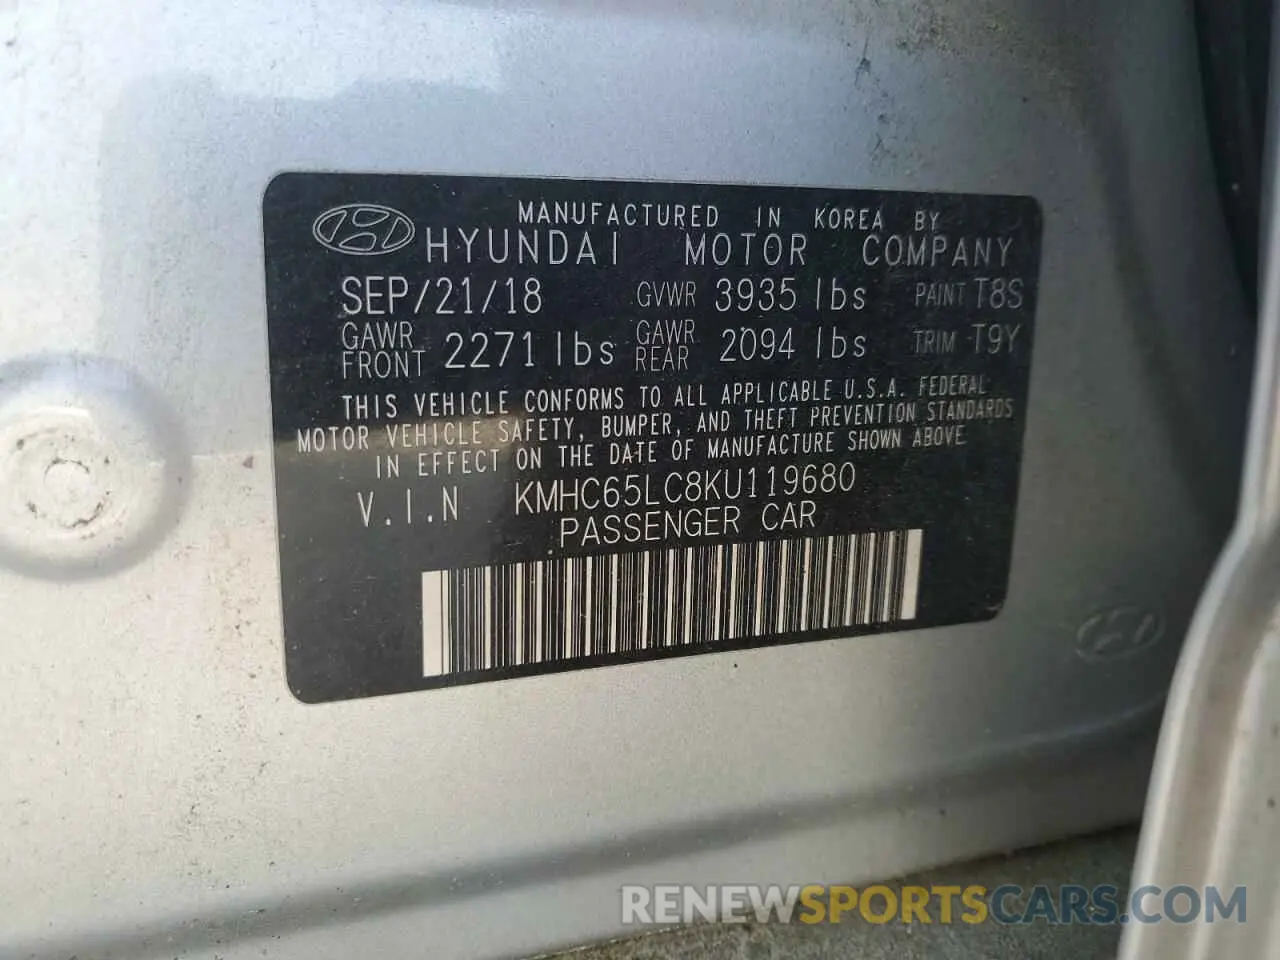 MANUFACTURED IN KOREA BY
HYUNDAI MOTOR COMPANY
SEP/21/18 GVWR 3935 lbs PAINT T8S
GAWR FRONT 2271 lbs GAWR REAR 2094 lbs TRIM T9Y
THIS VEHICLE CONFORMS TO ALL APPLICABLE U.S.A. FEDERAL
MOTOR VEHICLE SAFETY, BUMPER, AND THEFT PREVENTION STANDARDS
IN EFFECT ON THE DATE OF MANUFACTURE SHOWN ABOVE
V.I.N KMHC65LC8KU119680
PASSENGER CAR
RENEWSPORTSCARS.COM